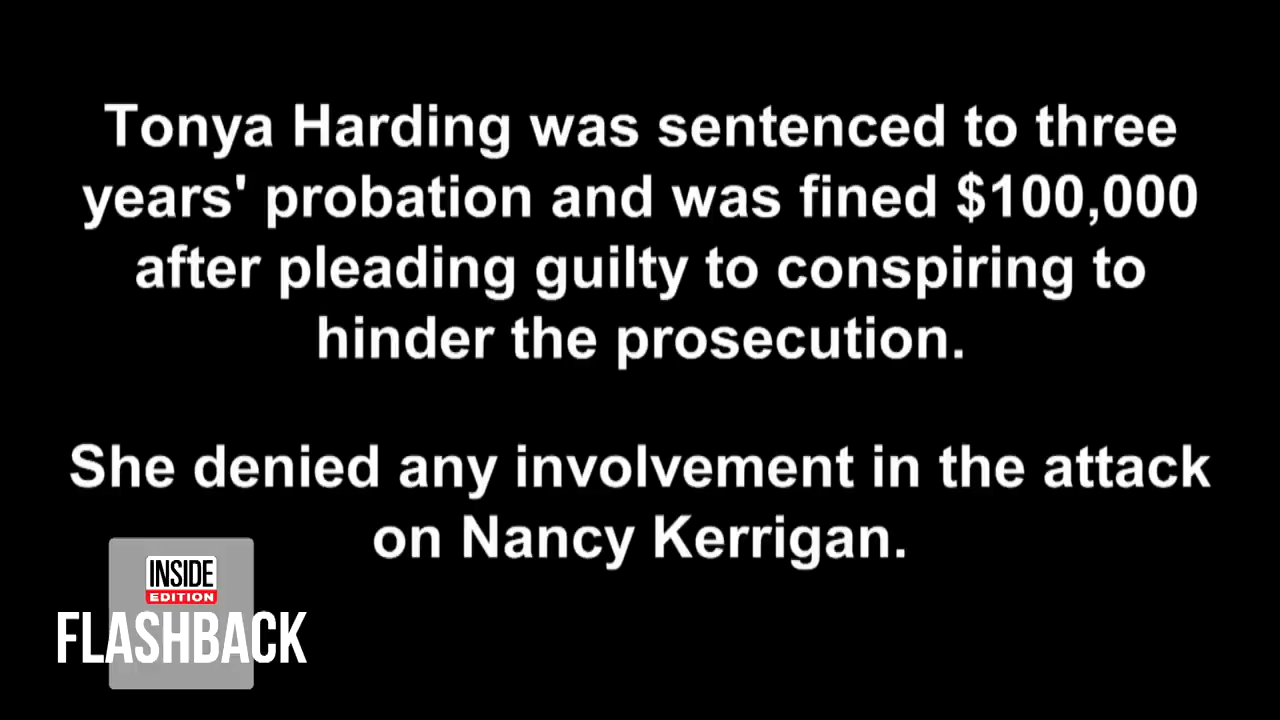 Tonya Harding was sentenced to three
years' probation and was fined $100,000
after pleading guilty to conspiring to
hinder the prosecution.
She denied any involvement in the attack
on Nancy Kerrigan.
INSIDE
EDITION
FLASHBACK